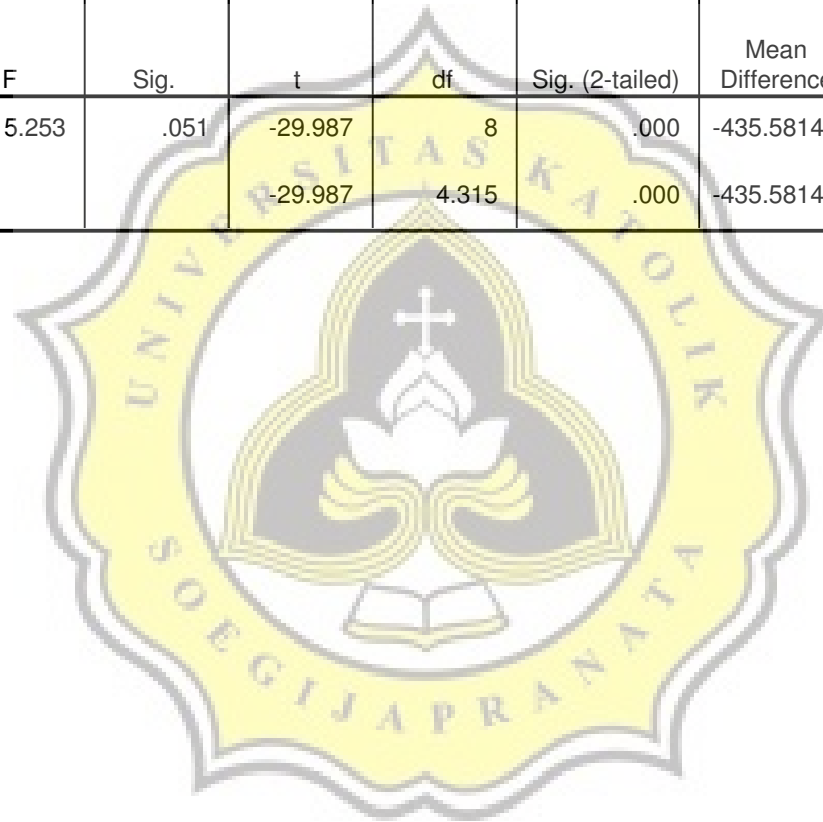 Mean
F Sig. t df Sig. (2-tailed) Difference
5.253 .051 -29.987 8 .000 -435.5814
-29.987 4.315 .000 -435.5814
UNIVERSITAS KATOLIK
SOEGIJAPRANATA